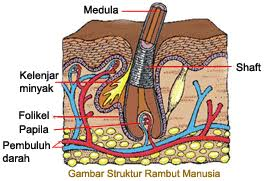 Medula
Kelenjar
minyak
Shaft
Folikel
Papila
Pembuluh
darah
Gambar Struktur Rambut Manusia